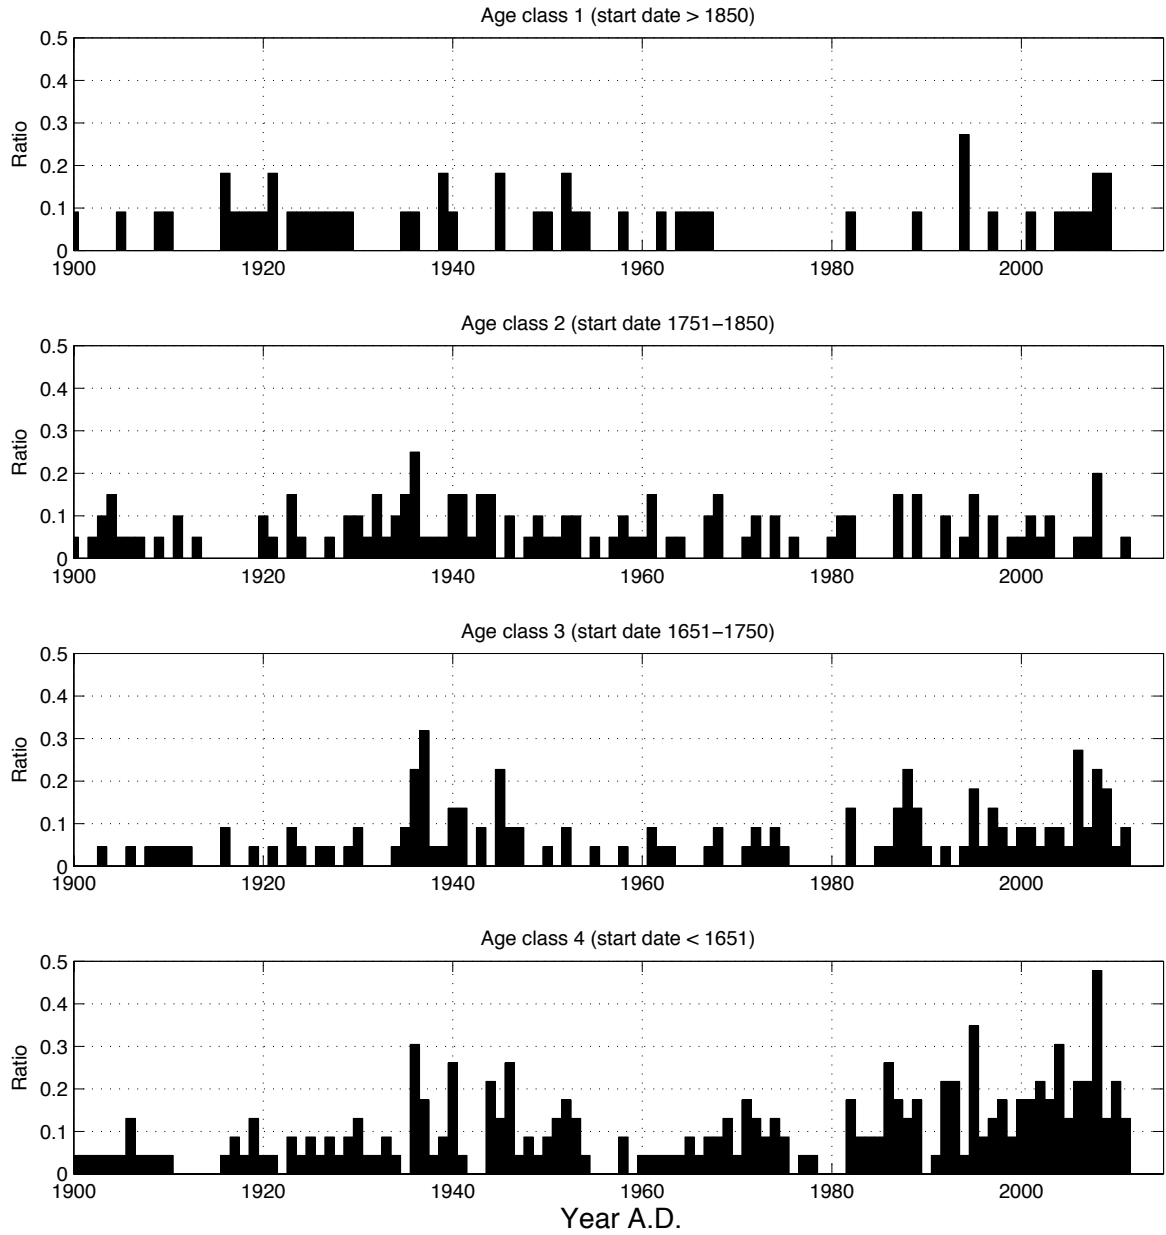 Age class 1 (start date > 1850)
0.5
0.4
0.3
0.2
0.1
0
Ratio
1900 1920 1940 1960 1980 2000
Age class 2 (start date 1751−1850)
0.5
0.4
0.3
0.2
0.1
0
Ratio
1900 1920 1940 1960 1980 2000
Age class 3 (start date 1651−1750)
0.5
0.4
0.3
0.2
0.1
0
Ratio
1900 1920 1940 1960 1980 2000
Age class 4 (start date < 1651)
0.5
0.4
0.3
0.2
0.1
0
Ratio
1900 1920 1940 1960 1980 2000
Year A.D.